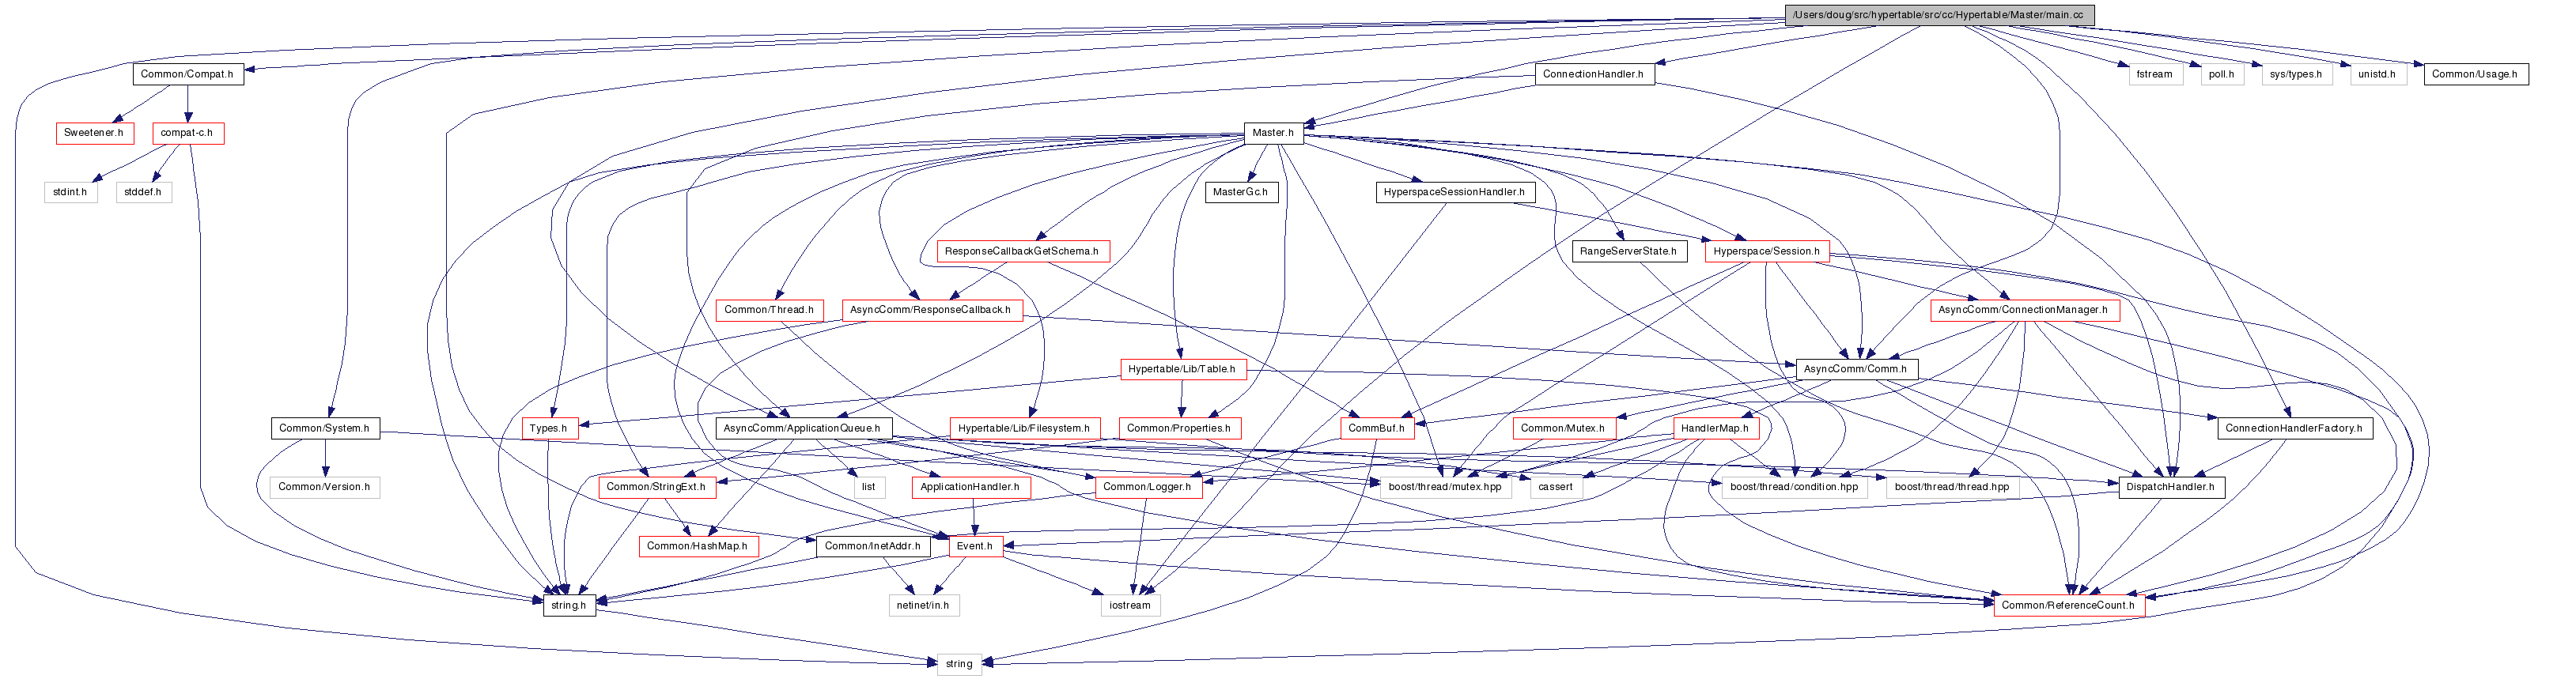 /Users/doug/src/hypertable/src/cc/Hypertable/Master/main.cc
Common/Compat.h
ConnectionHandler.h
fstream
poll.h
sys/types.h
unistd.h
Common/Usage.h
Sweetener.h
compat-c.h
Master.h
stdint.h
stddef.h
MasterGc.h
HyperspaceSessionHandler.h
ResponseCallbackGetSchema.h
RangeServerState.h
Hyperspace/Session.h
Common/Thread.h
AsyncComm/ResponseCallback.h
AsyncComm/ConnectionManager.h
Hypertable/Lib/Table.h
AsyncComm/Comm.h
Common/System.h
Types.h
AsyncComm/ApplicationQueue.h
Hypertable/Lib/Filesystem.h
Common/Properties.h
CommBuf.h
Common/Mutex.h
HandlerMap.h
ConnectionHandlerFactory.h
Common/Version.h
Common/StringExt.h
list
ApplicationHandler.h
Common/Logger.h
boost/thread/mutex.hpp
cassert
boost/thread/condition.hpp
boost/thread/thread.hpp
DispatchHandler.h
Common/HashMap.h
Common/InetAddr.h
Event.h
string.h
netinet/in.h
iostream
Common/ReferenceCount.h
string